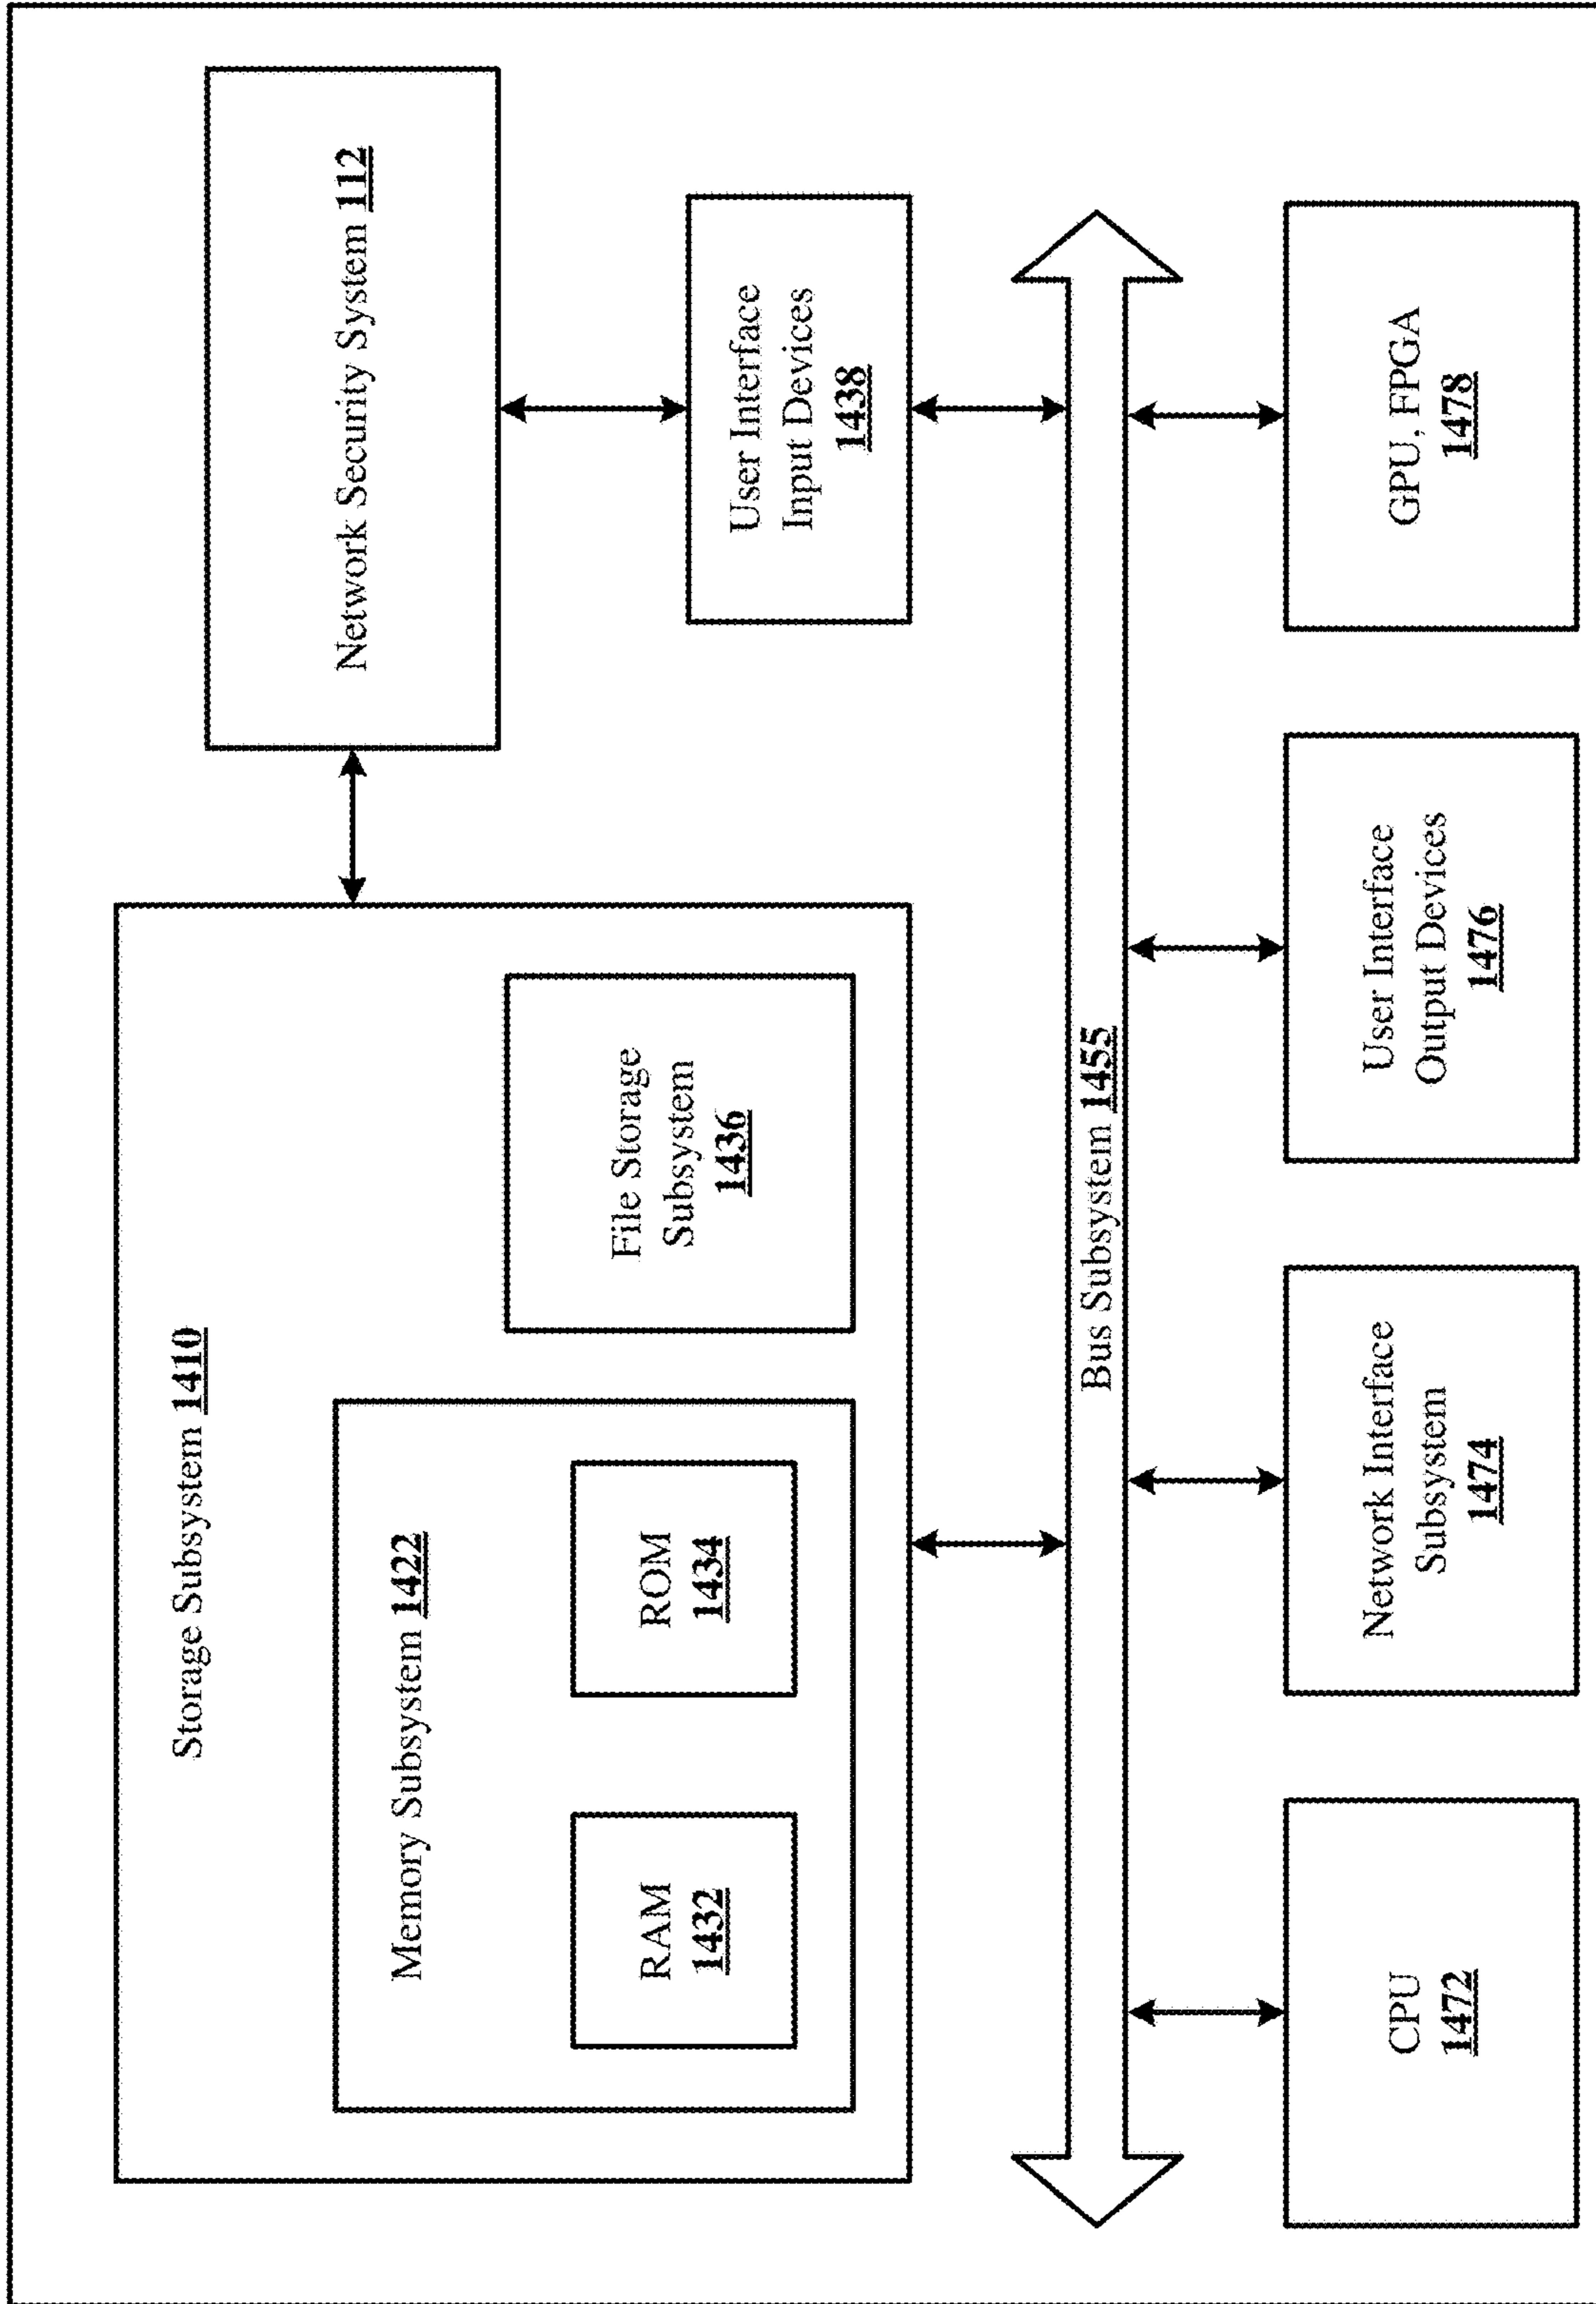 Storage Subsystem 1410
Memory Subsystem 1422
RAM
1432
ROM
1434
File Storage
Subsystem
1436
Network Security System 112
User Interface
Input Devices
1438
Bus Subsystem 1455
CPU
1472
Network Interface
Subsystem
1474
User Interface
Output Devices
1476
GPU, FPGA
1478